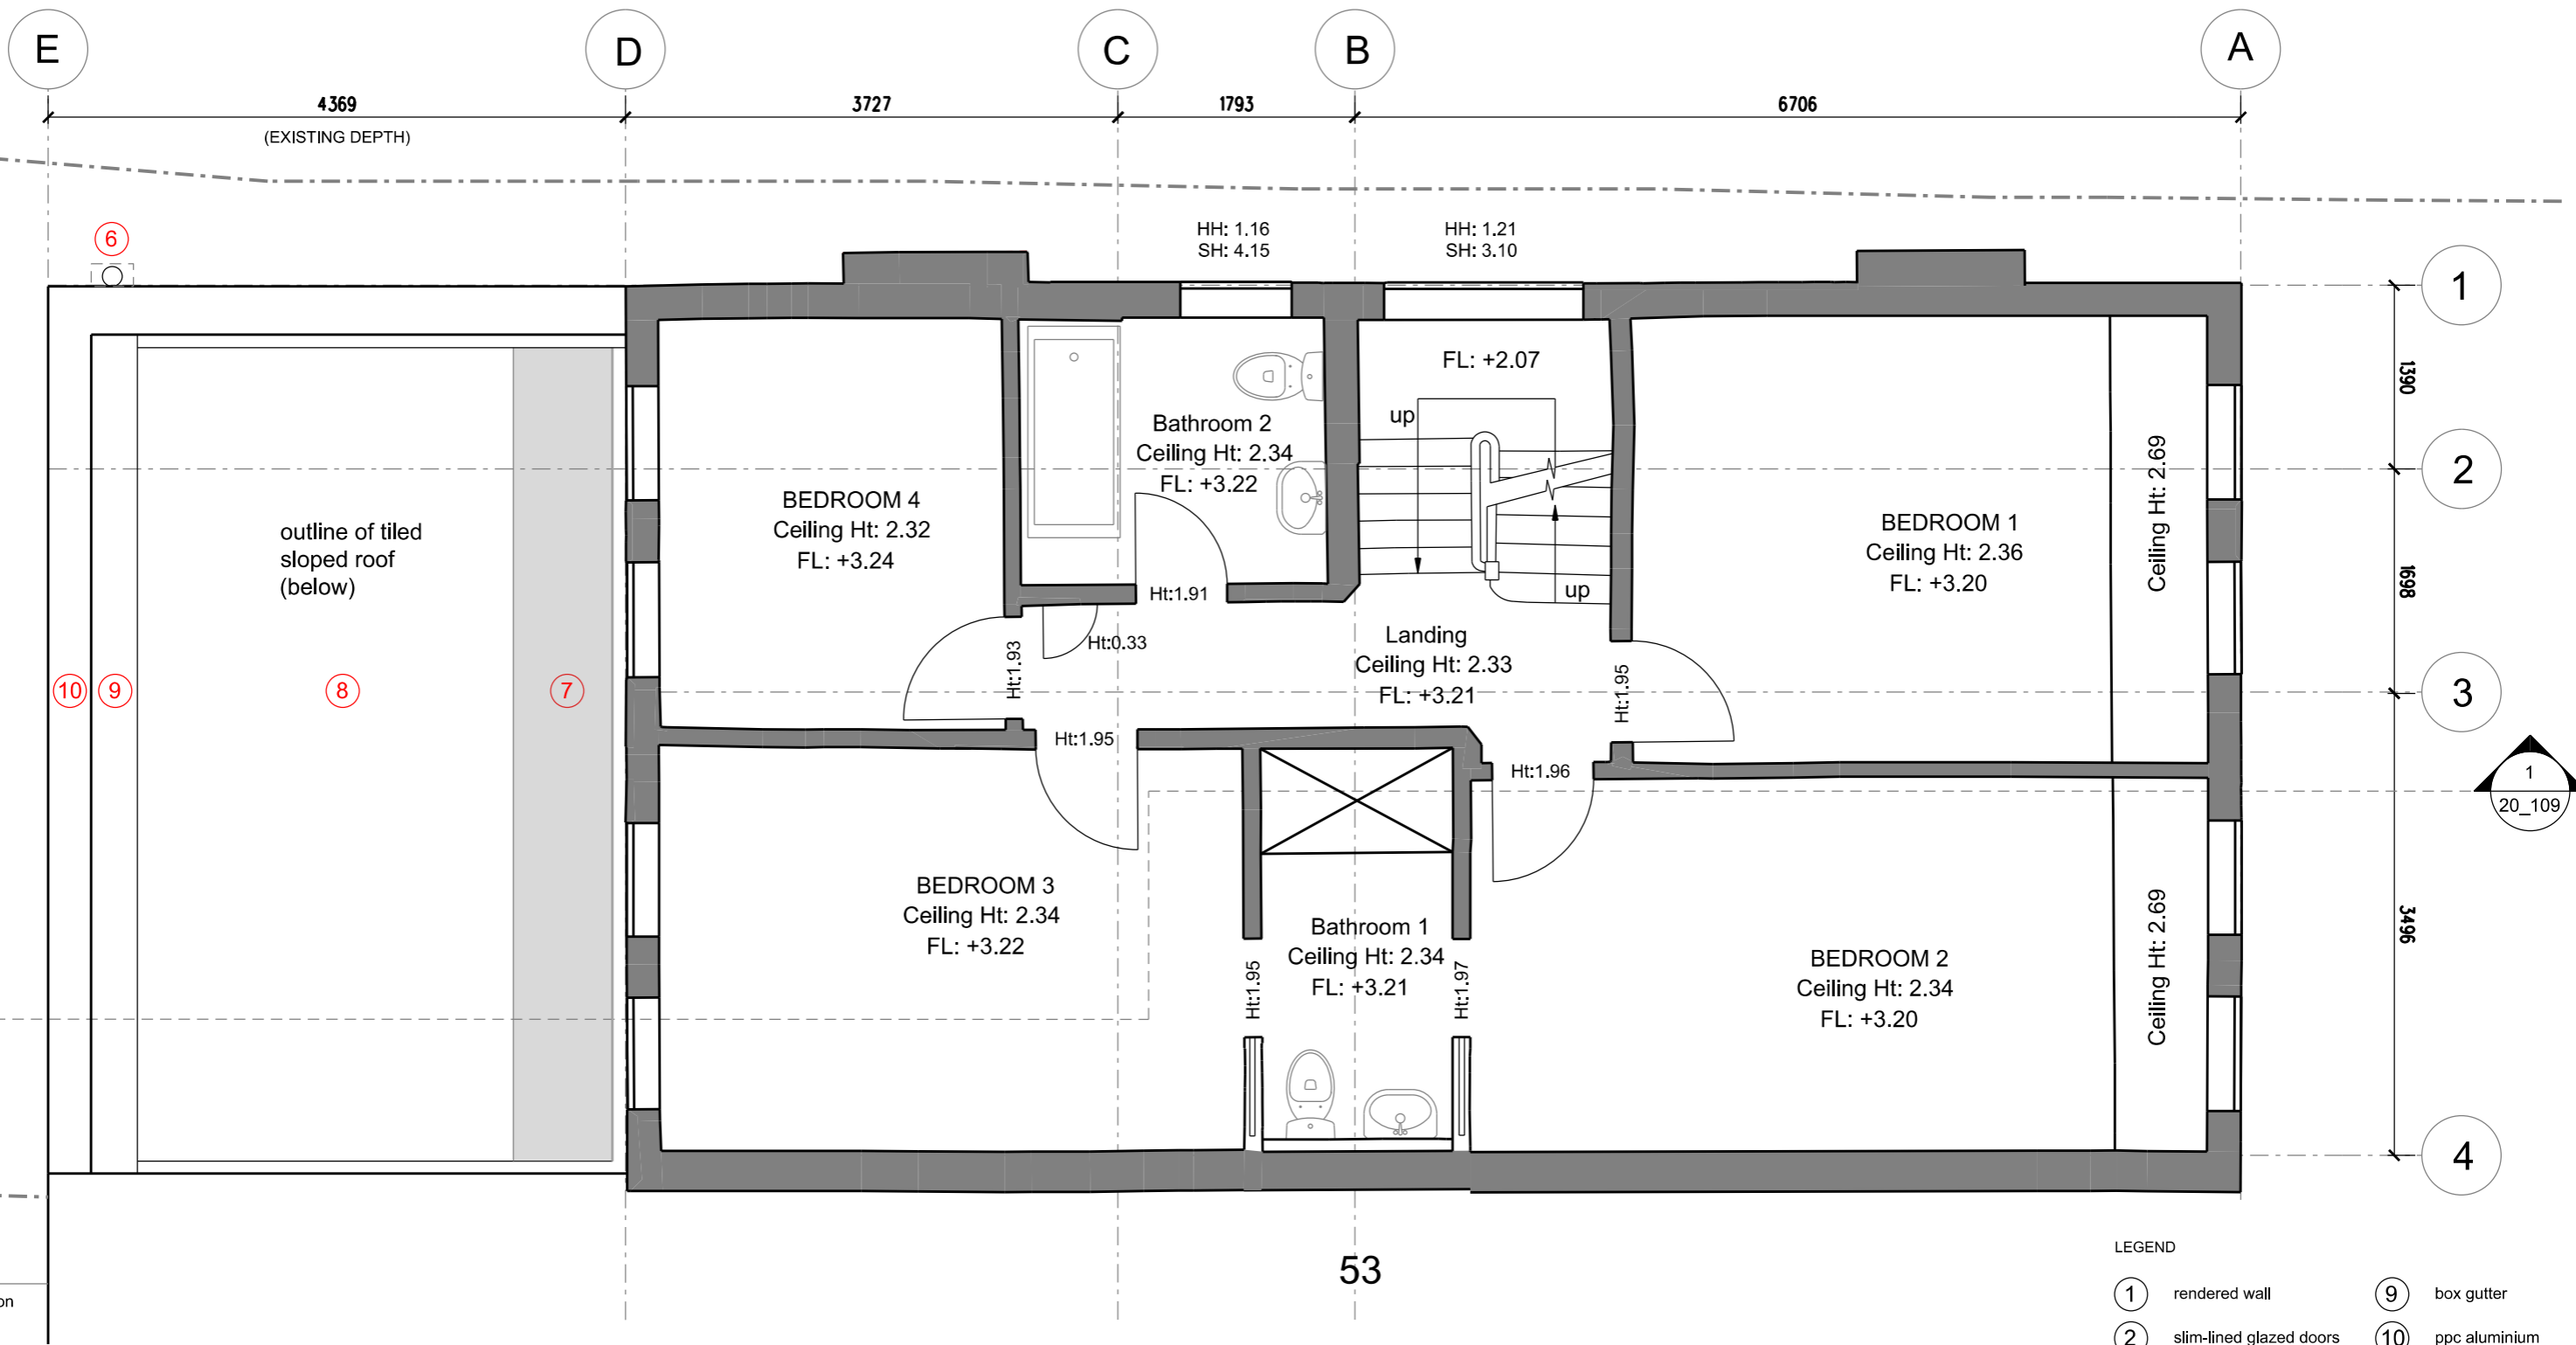 E
D
C
B
A
4369
3727
1793
6706
(EXISTING DEPTH)
6
HH: 1.16
SH: 4.15
HH: 1.21
SH: 3.10
1
FL: +2.07
1390
up
Bathroom 2
Ceiling Ht: 2.34
FL: +3.22
2
Ceiling Ht: 2.69
BEDROOM 4
Ceiling Ht: 2.32
FL: +3.24
BEDROOM 1
Ceiling Ht: 2.36
FL: +3.20
outline of tiled
sloped roof
(below)
up
Ht:1.91
1698
Landing
Ceiling Ht: 2.33
FL: +3.21
Ht:0.33
Ht:1.93
Ht:1.95
10
9
8
7
3
Ht:1.95
Ht:1.96
1
20_109
BEDROOM 3
Ceiling Ht: 2.34
FL: +3.22
Bathroom 1
Ceiling Ht: 2.34
FL: +3.21
Ht:1.95
Ht:1.97
BEDROOM 2
Ceiling Ht: 2.34
FL: +3.20
Ceiling Ht: 2.69
3496
4
53
LEGEND
1 rendered wall
9 box gutter
2 slim-lined glazed doors
10 ppc aluminium